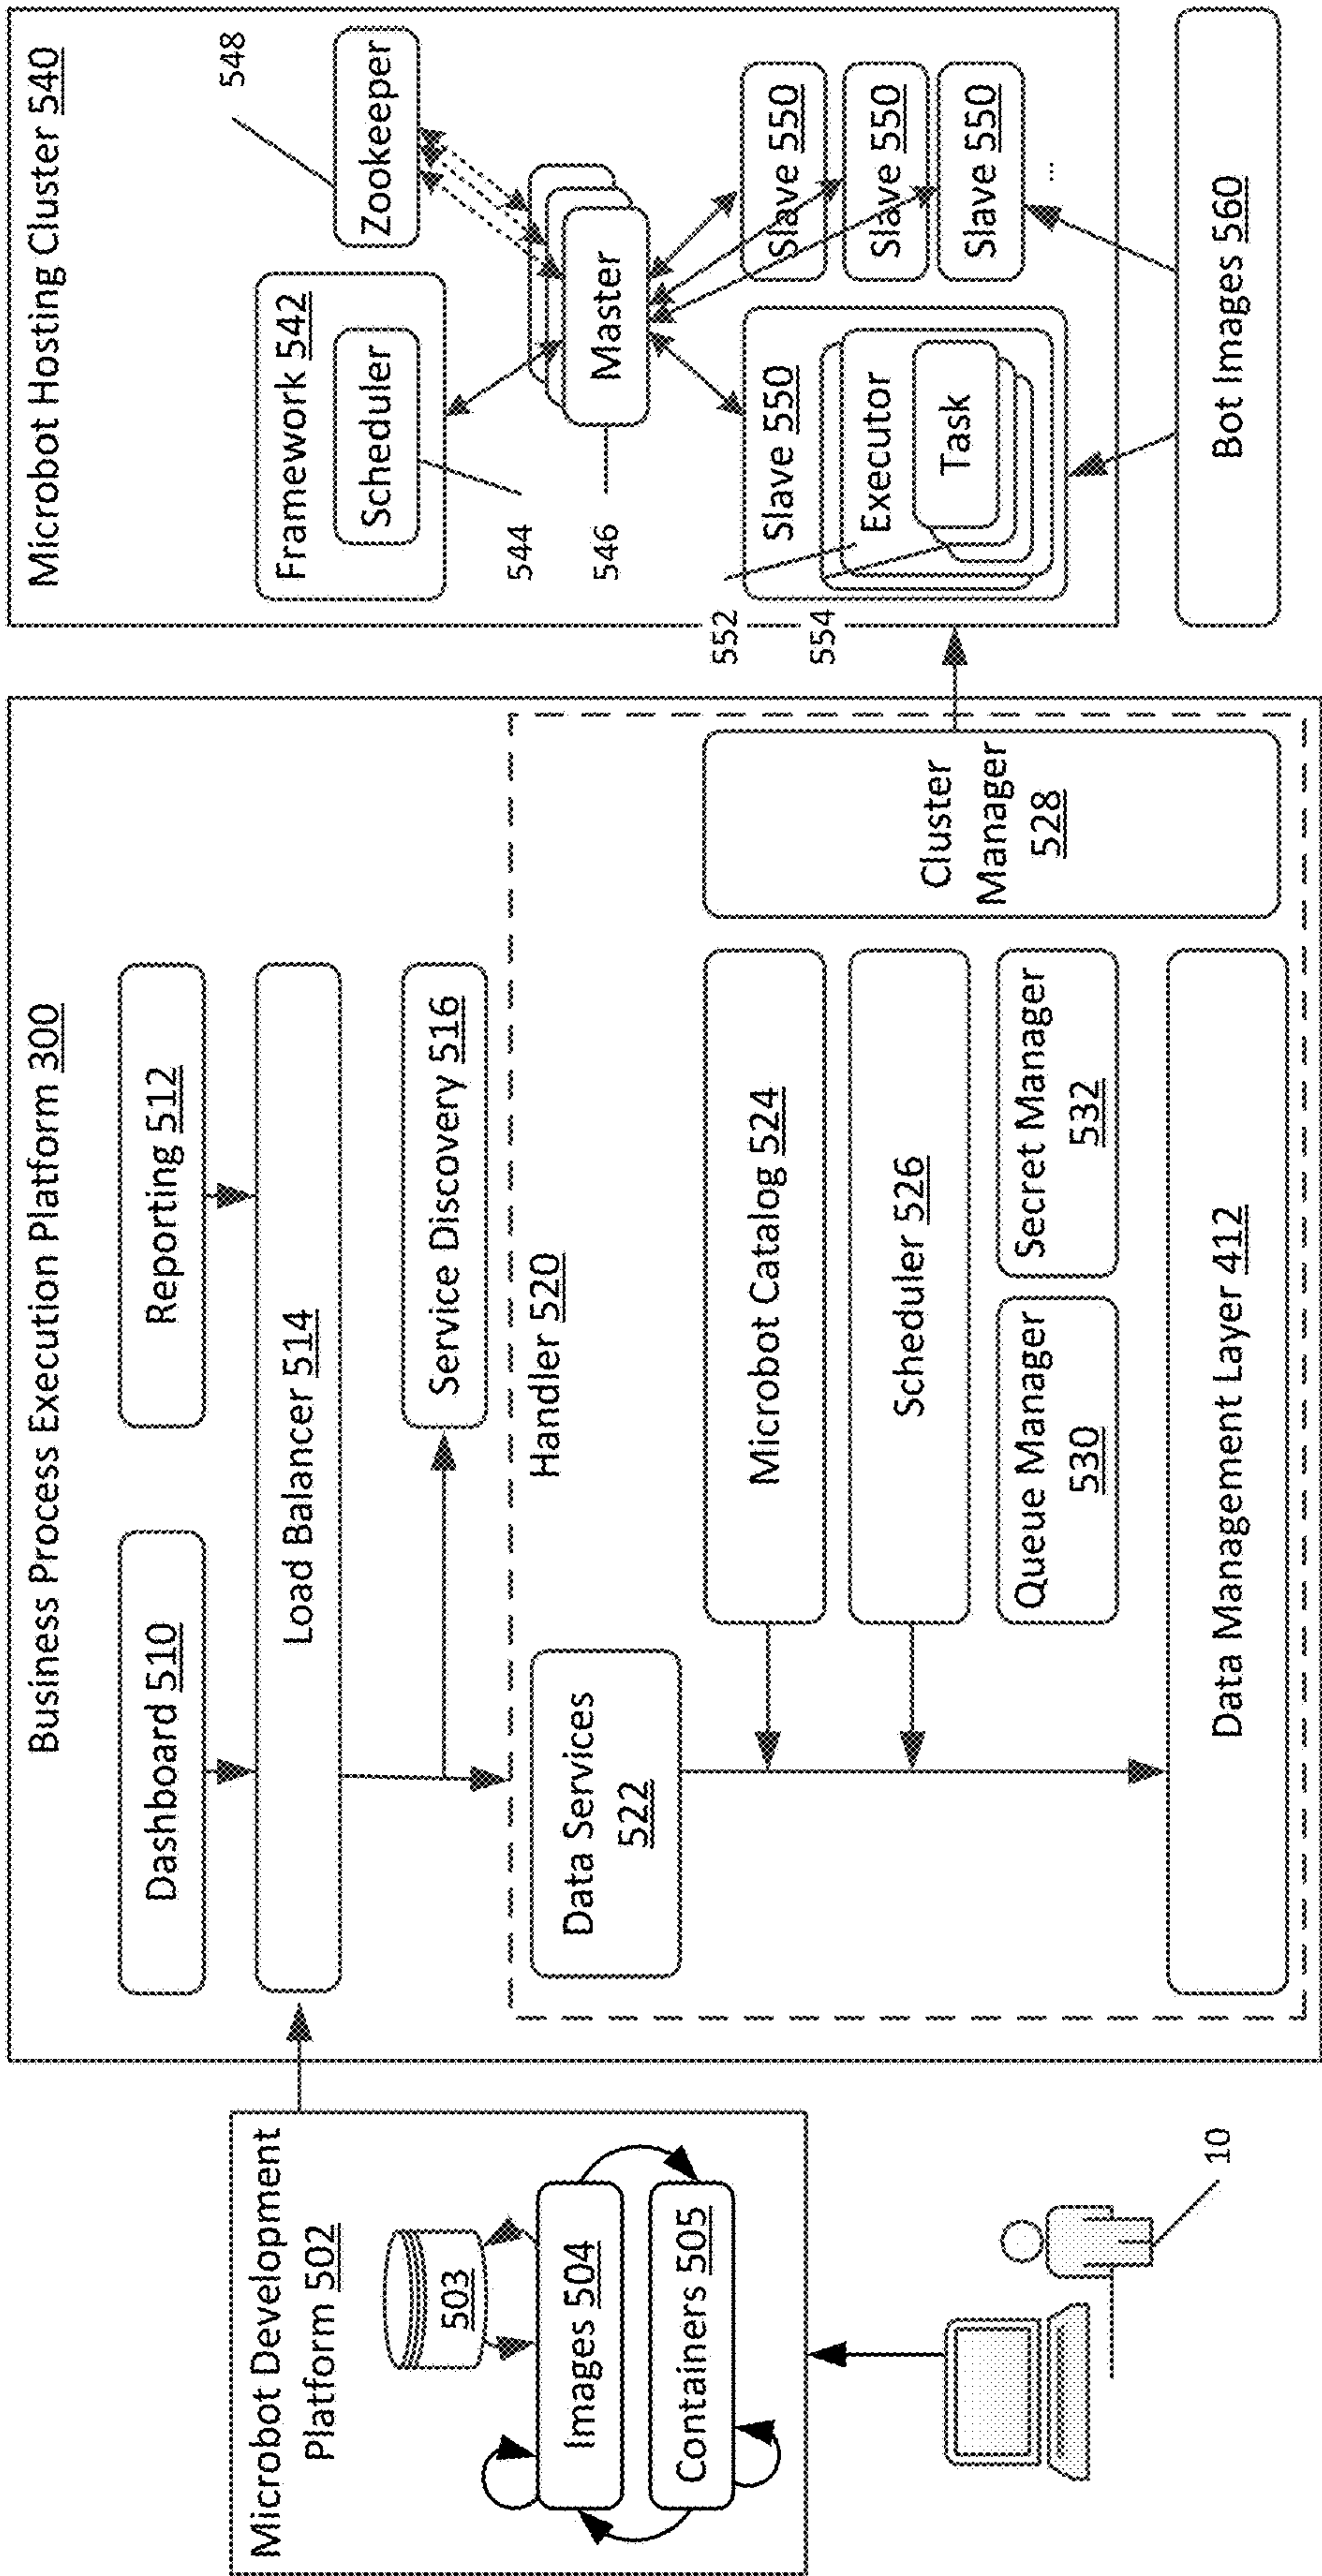 Microbot Development
Platform 502
503
Images 504
Containers 505
10
Business Process Execution Platform 300
Dashboard 510
Reporting 512
Load Balancer 514
Service Discovery 516
Handler 520
Data Services
522
Microbot Catalog 524
Scheduler 526
Queue Manager
530
Secret Manager
532
Data Management Layer 412
Cluster
Manager
528
Microbot Hosting Cluster 540
548
Framework 542
Scheduler
Zookeeper
544
546
Master
552
554
Slave 550
Executor
Task
Slave 550
Slave 550
Slave 550
...
Bot Images 560